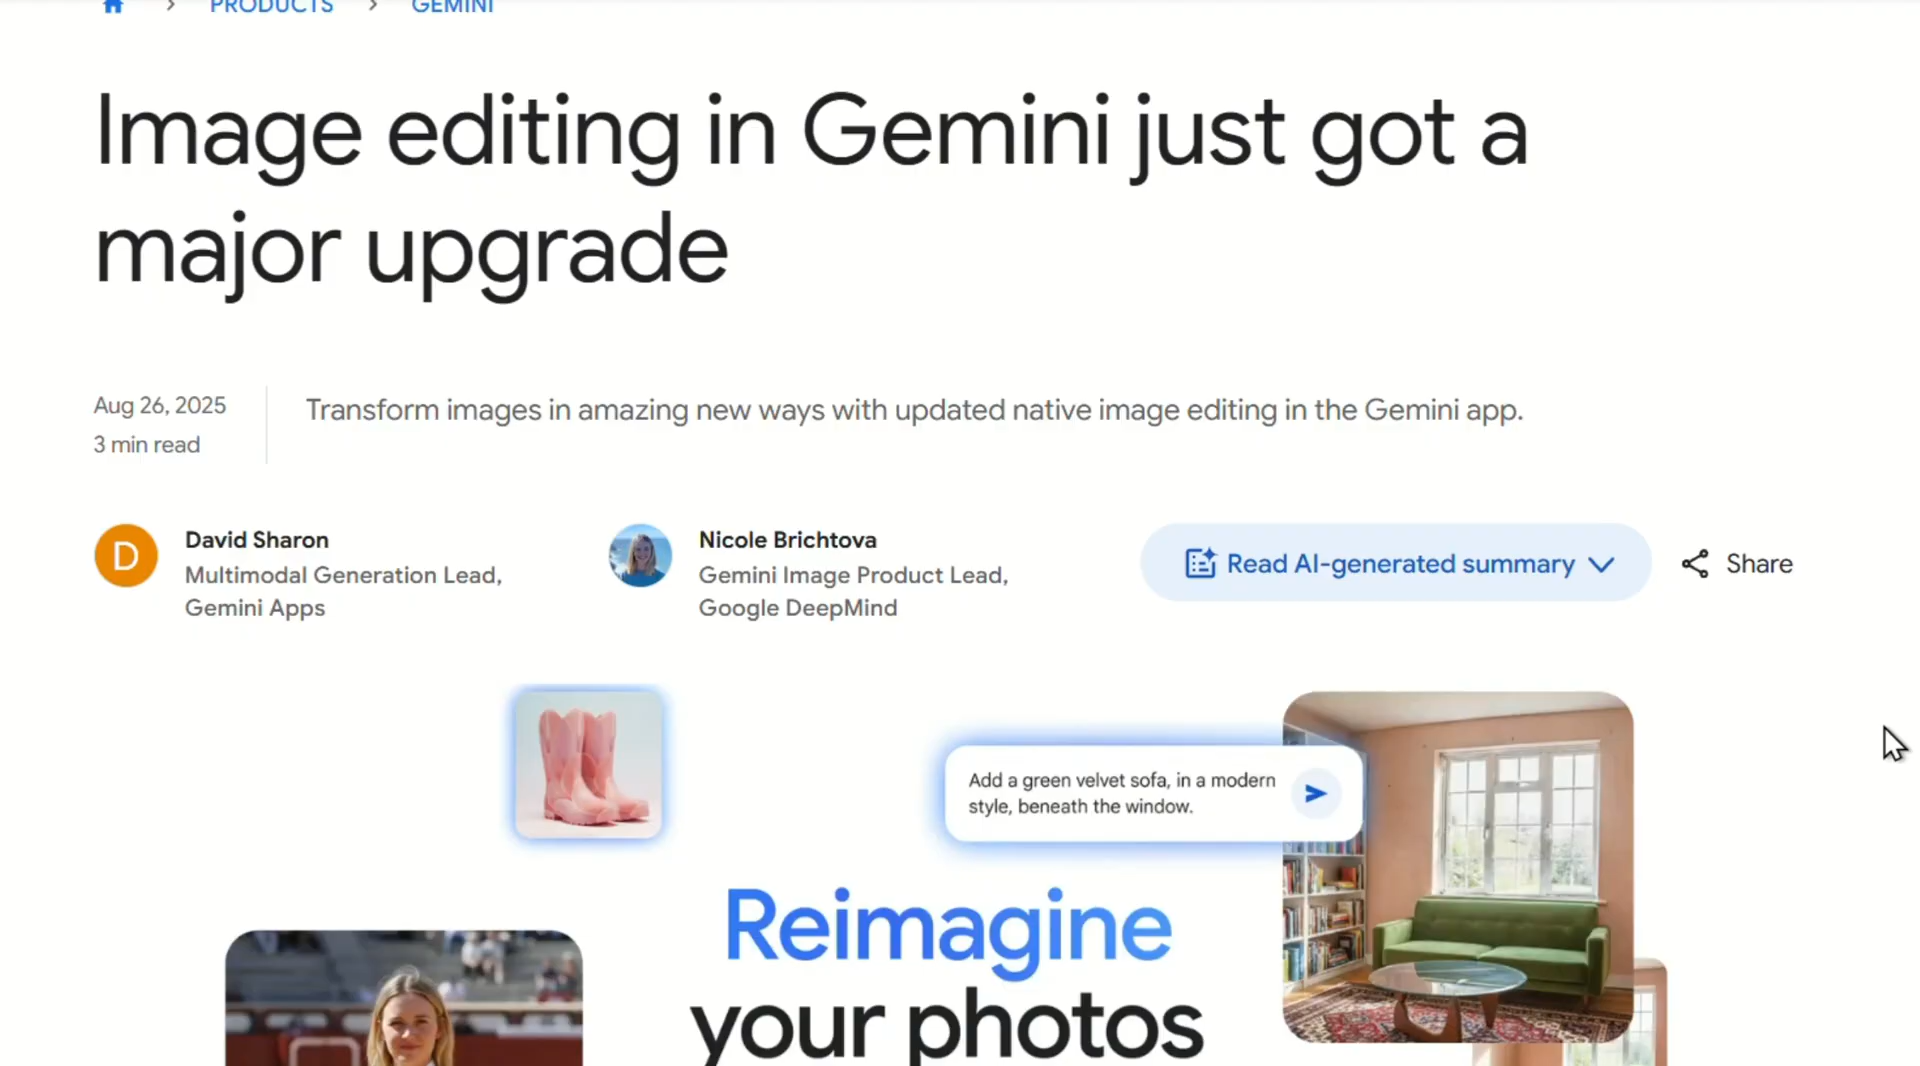 PRODUCTS GEMINI
Image editing in Gemini just got a
major upgrade
Aug 26, 2025
3 min read
Transform images in amazing new ways with updated native image editing in the Gemini app.
D
David Sharon
Multimodal Generation Lead,
Gemini Apps
Nicole Brichtova
Gemini Image Product Lead,
Google DeepMind
Read AI-generated summary
Share
Add a green velvet sofa, in a modern
style, beneath the window.
Reimagine
your photos